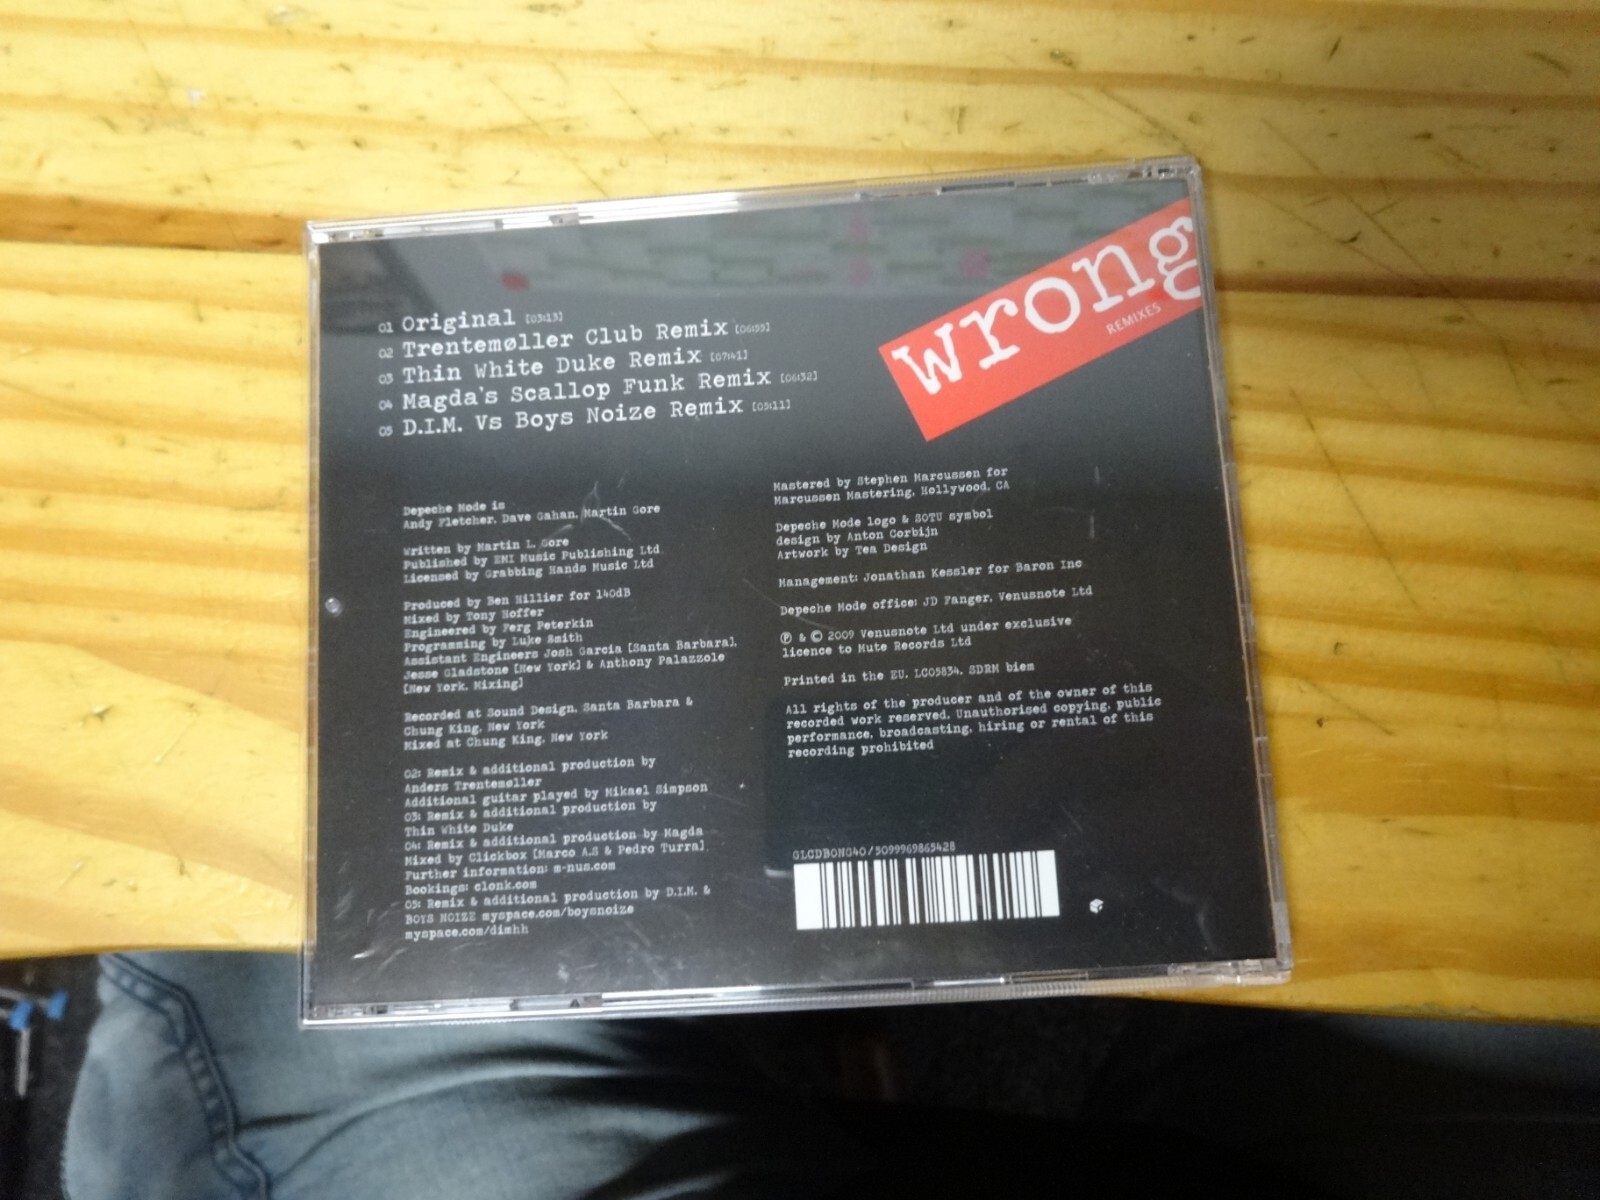 wrong
REMIXES
01 Original [03:13]
02 Trentemøller Club Remix [06:55]
03 Thin White Duke Remix [07:41]
04 Magda's Scallop Funk Remix [06:32]
05 D.I.M. Vs Boys Noize Remix [05:11]
Depeche Mode is
Andy Fletcher, Dave Gahan, Martin Gore
Written by Martin L. Gore
Published by EMI Music Publishing Ltd
Licensed by Grabbing Hands Music Ltd
Produced by Ben Hillier for 140dB
Mixed by Tony Hoffer
Engineered by Ferg Peterkin
Programming by Luke Smith
Assistant Engineers Josh Garcia [Santa Barbara],
Jesse Gladstone [New York] & Anthony Palazzole
[New York, Mixing]
Recorded at Sound Design, Santa Barbara &
Chung King, New York
Mixed at Chung King, New York
02: Remix & additional production by
Anders Trentemøller
Additional guitar played by Mikael Simpson
03: Remix & additional production by
Thin White Duke
04: Remix & additional production by Magda
Mixed by Clickbox [Marco A.S & Pedro Turra]
Further information: m-nus.com
Bookings: clonk.com
05: Remix & additional production by D.I.M. &
BOYS NOIZE myspace.com/boysnoize
myspace.com/dimhh
Mastered by Stephen Marcussen for
Marcussen Mastering, Hollywood, CA
Depeche Mode logo & SOTU symbol
design by Anton Corbijn
Artwork by Tea Design
Management: Jonathan Kessler for Baron Inc
Depeche Mode office: JD Fanger, Venusnote Ltd
℗ & © 2009 Venusnote Ltd under exclusive
licence to Mute Records Ltd
Printed in the EU. LC05834. SDRM biem
All rights of the producer and of the owner of this
recorded work reserved. Unauthorised copying, public
performance, broadcasting, hiring or rental of this
recording prohibited
GLCDBONG40/5099969865428